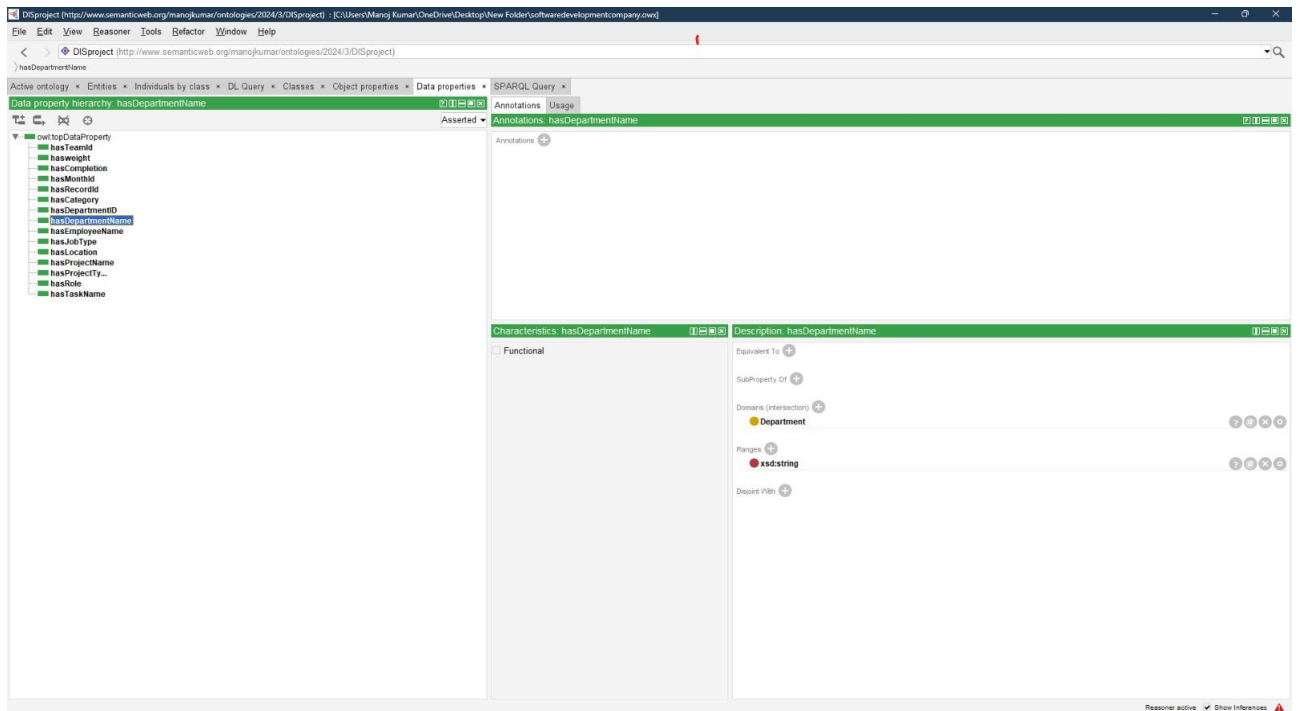 DISproject (http://www.semanticweb.org/manojkumar/ontologies/2024/3/DISproject) : [C:\Users\Manoj Kumar\OneDrive\Desktop\New Folder\softwaredevelopmentcompany.owx]
File Edit View Reasoner Tools Refactor Window Help
DISproject (http://www.semanticweb.org/manojkumar/ontologies/2024/3/DISproject)
hasDepartmentName
Active ontology × Entities × Individuals by class × DL Query × Classes × Object properties × Data properties × SPARQL Query ×
Data property hierarchy: hasDepartmentName
Asserted
owl:topDataProperty
hasTeamId
hasweight
hasCompletion
hasMonthId
hasRecordId
hasCategory
hasDepartmentID
hasDepartmentName
hasEmployeeName
hasJobType
hasLocation
hasProjectName
hasProjectTy...
hasRole
hasTaskName
Annotations Usage
Annotations: hasDepartmentName
Annotations
Characteristics: hasDepartmentName
Functional
Description: hasDepartmentName
Equivalent To
SubProperty Of
Domains (intersection)
Department
Ranges
xsd:string
Disjoint With
Reasoner active Show Inferences